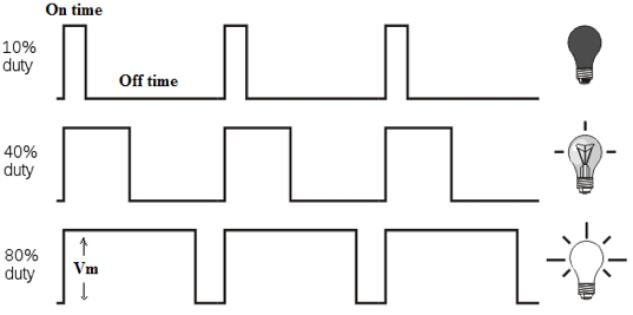 On time
10%
duty
Off time
40%
duty
80%
duty
Vm